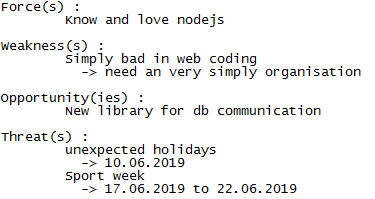 Force(s) :
Know and love nodejs
Weakness(s) :
Simply bad in web coding
-> need an very simply organisation
Opportunity(ies) :
New library for db communication
Threat(s) :
unexpected holidays
-> 10.06.2019
Sport week
-> 17.06.2019 to 22.06.2019